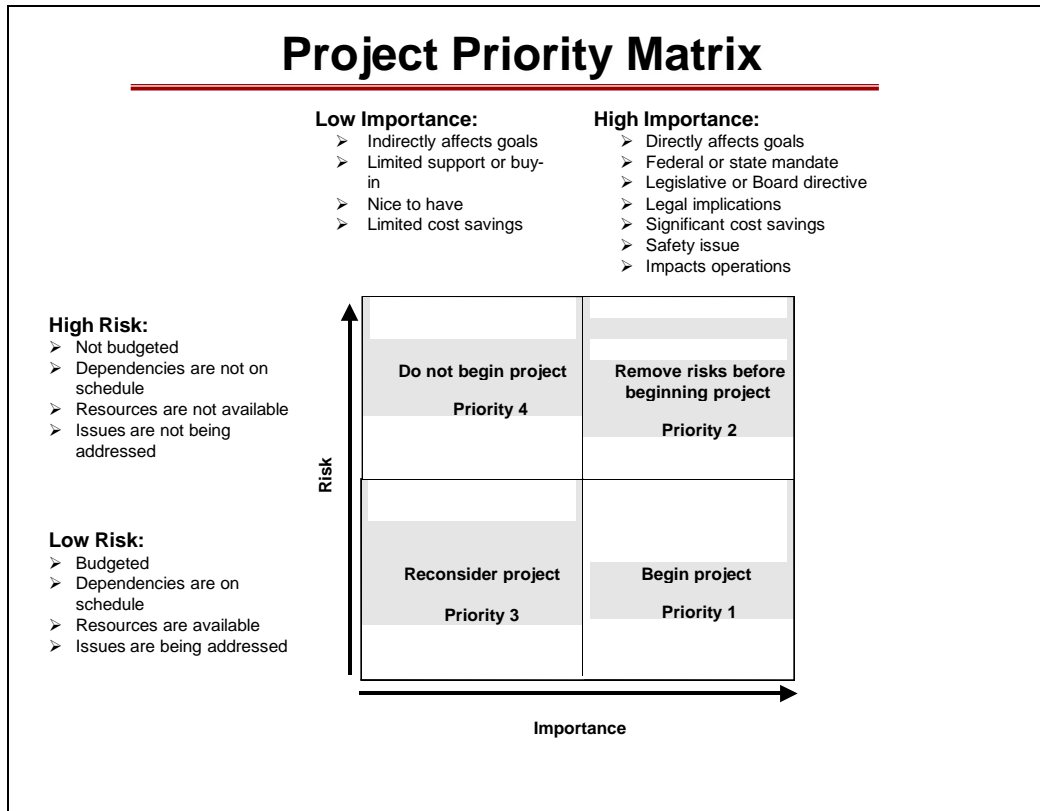 Project Priority Matrix
Low Importance:
➢ Indirectly affects goals
➢ Limited support or buy-
in
➢ Nice to have
➢ Limited cost savings
High Importance:
➢ Directly affects goals
➢ Federal or state mandate
➢ Legislative or Board directive
➢ Legal implications
➢ Significant cost savings
➢ Safety issue
➢ Impacts operations
High Risk:
➢ Not budgeted
➢ Dependencies are not on
schedule
➢ Resources are not available
➢ Issues are not being
addressed
Low Risk:
➢ Budgeted
➢ Dependencies are on
schedule
➢ Resources are available
➢ Issues are being addressed
Risk
Do not begin project
Priority 4
Remove risks before
beginning project
Priority 2
Reconsider project
Priority 3
Begin project
Priority 1
Importance